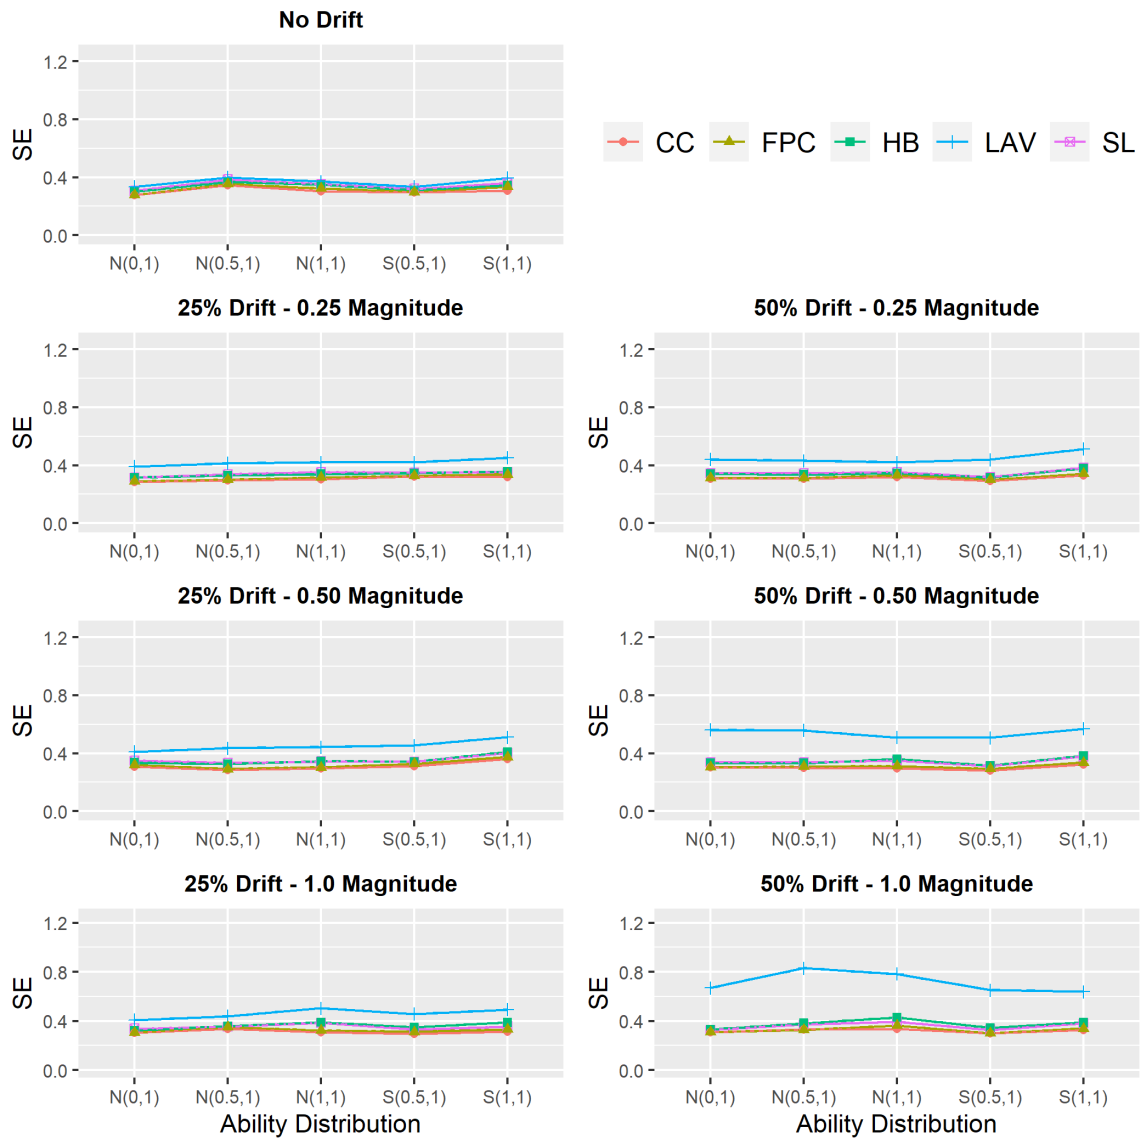 No Drift
1.2
0.8
0.4
0.0
SE
N(0,1) N(0.5,1) N(1,1) S(0.5,1) S(1,1)
CC FPC HB LAV SL
25% Drift - 0.25 Magnitude
1.2
0.8
0.4
0.0
SE
N(0,1) N(0.5,1) N(1,1) S(0.5,1) S(1,1)
50% Drift - 0.25 Magnitude
1.2
0.8
0.4
0.0
SE
N(0,1) N(0.5,1) N(1,1) S(0.5,1) S(1,1)
25% Drift - 0.50 Magnitude
1.2
0.8
0.4
0.0
SE
N(0,1) N(0.5,1) N(1,1) S(0.5,1) S(1,1)
50% Drift - 0.50 Magnitude
1.2
0.8
0.4
0.0
SE
N(0,1) N(0.5,1) N(1,1) S(0.5,1) S(1,1)
25% Drift - 1.0 Magnitude
1.2
0.8
0.4
0.0
SE
N(0,1) N(0.5,1) N(1,1) S(0.5,1) S(1,1)
Ability Distribution
50% Drift - 1.0 Magnitude
1.2
0.8
0.4
0.0
SE
N(0,1) N(0.5,1) N(1,1) S(0.5,1) S(1,1)
Ability Distribution